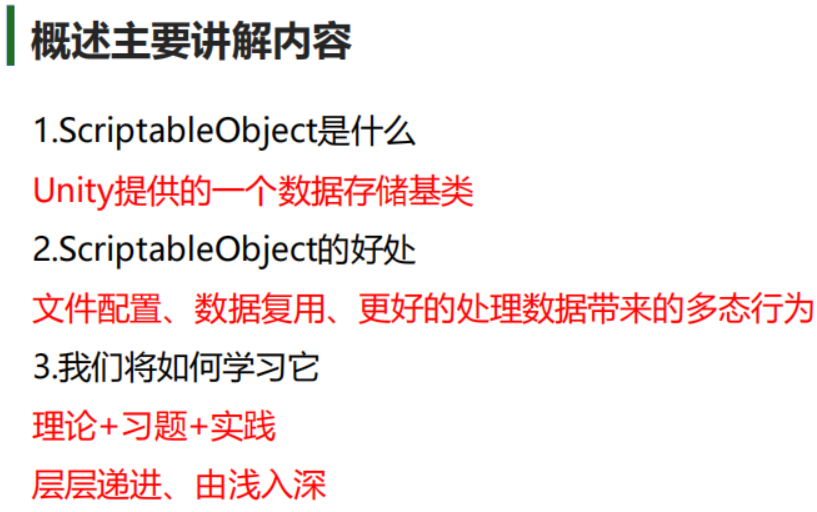 概述主要讲解内容
1.ScriptableObject是什么
Unity提供的一个数据存储基类
2.ScriptableObject的好处
文件配置、数据复用、更好的处理数据带来的多态行为
3.我们将如何学习它
理论+习题+实践
层层递进、由浅入深